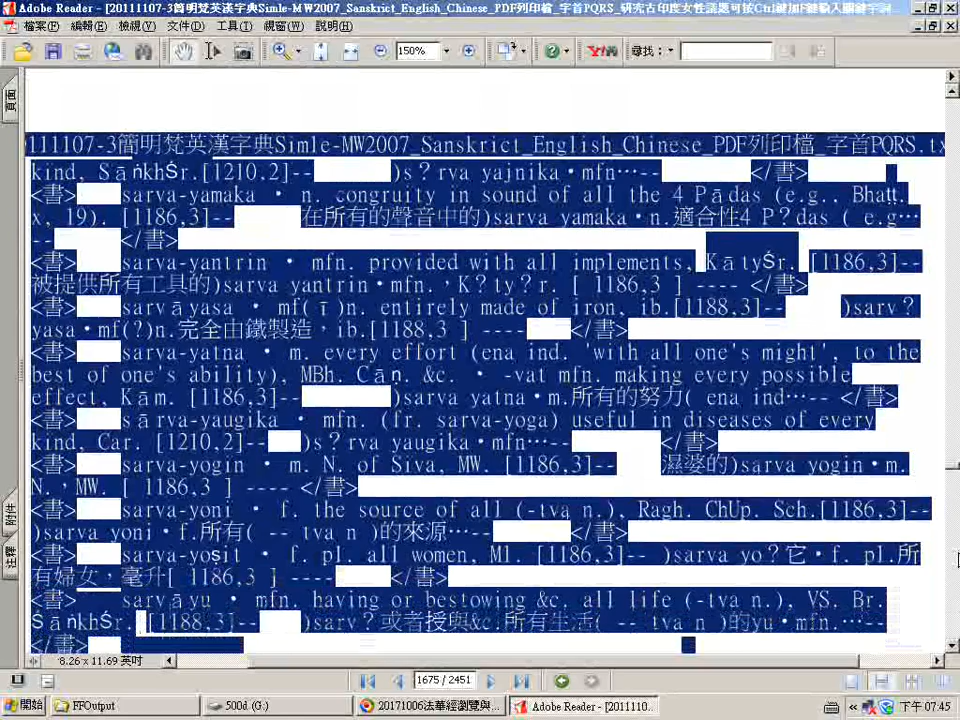 Adobe Reader - [20111107-3簡明梵英漢字典Simle-MW2007_Sanskrict_English_Chinese_PDF列印檔_字首PQRS_研究古印度女性議題可按Ctrl鍵加F鍵輸入關鍵字
檔案(F) 編輯(E) 檢視(V) 文件(D) 工具(T) 視窗(W) 說明(H)
150% 尋找：
頁面
111107-3簡明梵英漢字典Simle-MW2007_Sanskrict_English_Chinese_PDF列印檔_字首PQRS.tx
kind, SāṅkhŚr.[1210,2]-- )s？rva yajnika‧mfn…-- </書>
<書> sarva-yamaka ‧ n. congruity in sound of all the 4 Pādas (e.g. Bhaṭṭ.
x, 19). [1186,3]-- 在所有的聲音中的)sarva yamaka‧n.適合性4 P？das ( e.g…
-- </書>
<書> sarva-yantrin ‧ mfn. provided with all implements, KātyŚr. [1186,3]--
被提供所有工具的)sarva yantrin‧mfn.，K？ty？r. [ 1186,3 ] ---- </書>
<書> sarvāyasa ‧ mf(ī)n. entirely made of iron, ib.[1188,3]-- )sarv？
yasa‧mf(?)n.完全由鐵製造，ib.[1188,3 ] ---- </書>
<書> sarva-yatna ‧ m. every effort (ena ind. 'with all one's might', to the
best of one's ability), MBh. Cāṇ. &c. ‧ -vat mfn. making every possible
effect, Kām. [1186,3]-- )sarva yatna‧m.所有的努力( ena ind…-- </書>
<書> sārva-yaugika ‧ mfn. (fr. sarva-yoga) useful in diseases of every
kind, Car. [1210,2]-- )s？rva yaugika‧mfn…-- </書>
<書> sarva-yogin ‧ m. N. of Siva, MW. [1186,3]-- 濕婆的)sarva yogin‧m.
N.，MW. [ 1186,3 ] ---- </書>
<書> sarva-yoni ‧ f. the source of all (-tva n.), Ragh. ChUp. Sch.[1186,3]--
)sarva yoni‧f.所有( -- tva n )的來源…-- </書>
<書> sarva-yoṣit ‧ f. pl. all women, Ml. [1186,3]-- )sarva yo？它‧f. pl.所
有婦女，毫升[ 1186,3 ] ---- </書>
<書> sarvāyu ‧ mfn. having or bestowing &c. all life (-tva n.), VS. Br.
ŚāṅkhŚr. [1188,3]-- )sarv？或者授與&c.所有生活( -- tva n )的yu‧mfn.…--
</書>
附件
注釋
8.26 x 11.69 英吋
1675 / 2451
開始 FFOutput 500d (G:) 20171006法華經瀏覽與... Adobe Reader - [2011110... 下午 07:45